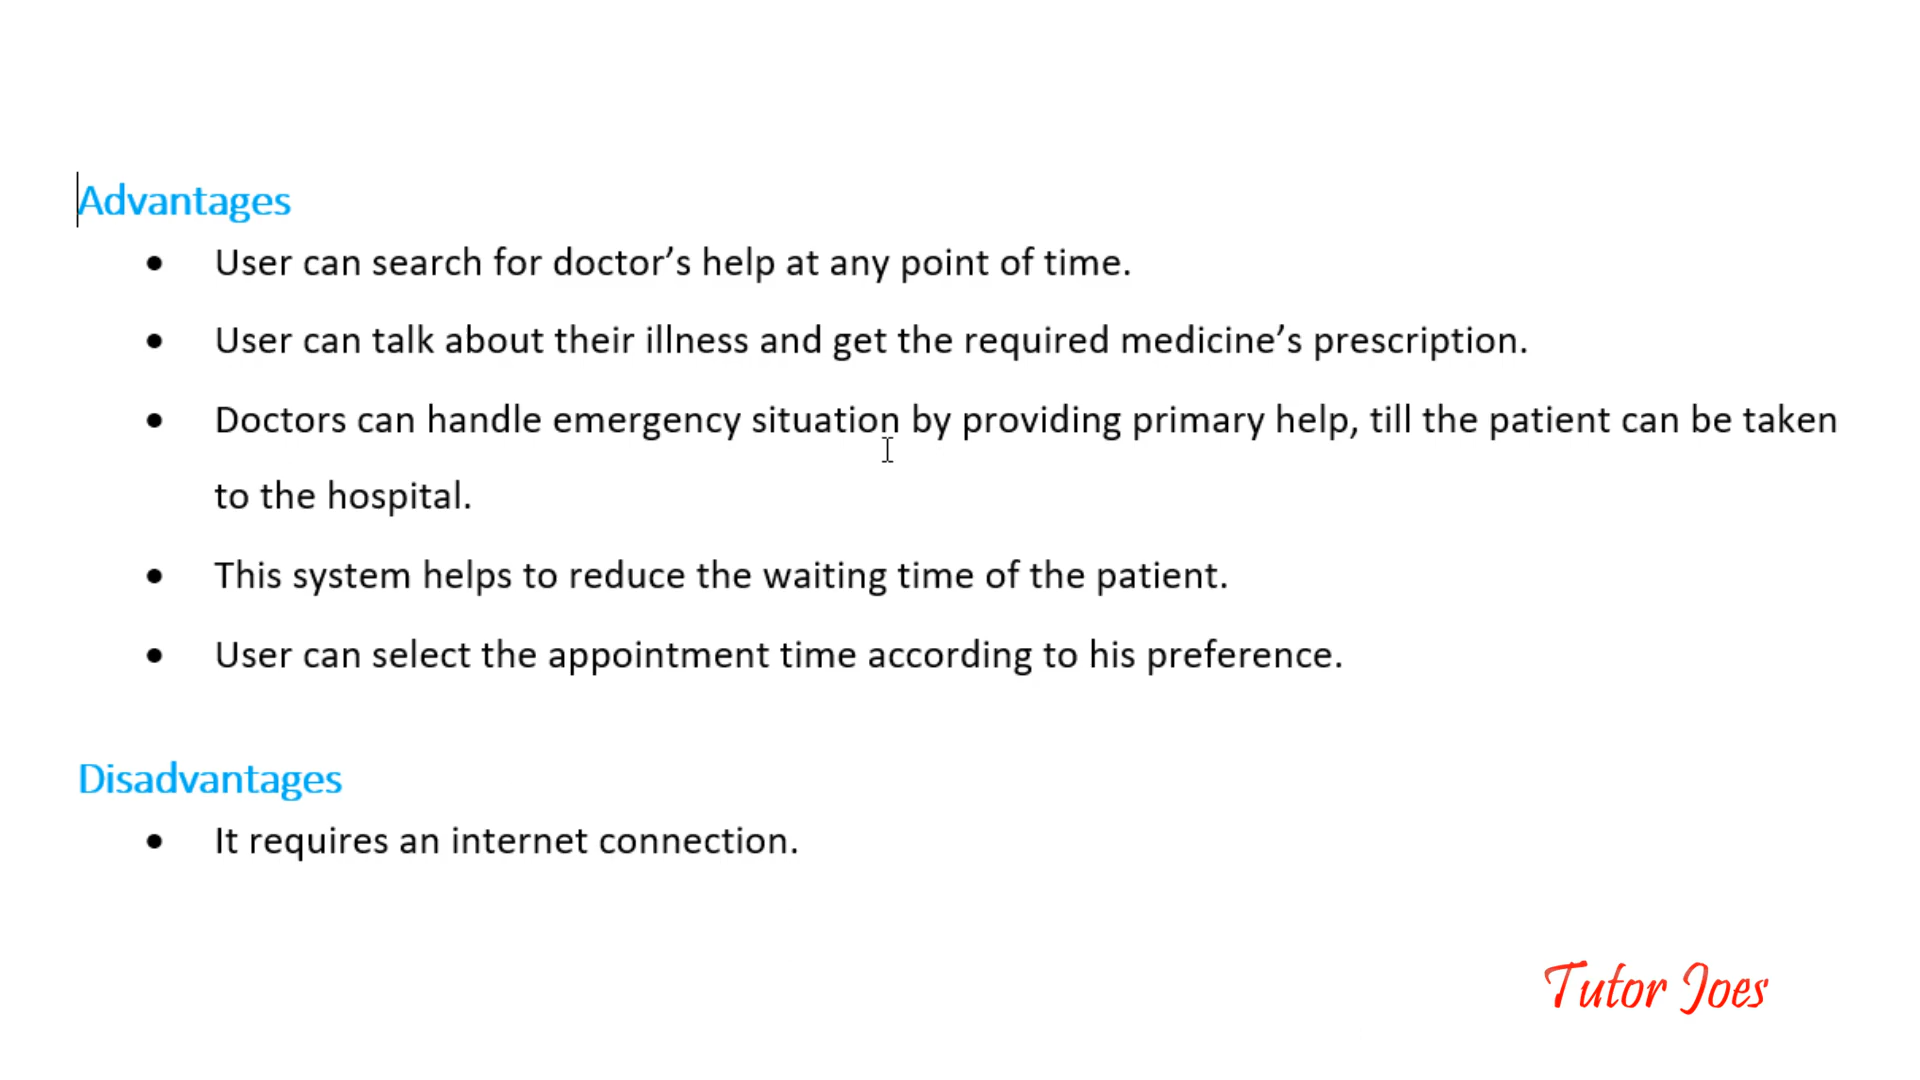 Advantages
• User can search for doctor’s help at any point of time.
• User can talk about their illness and get the required medicine’s prescription.
• Doctors can handle emergency situation by providing primary help, till the patient can be taken
to the hospital.
• This system helps to reduce the waiting time of the patient.
• User can select the appointment time according to his preference.
Disadvantages
• It requires an internet connection.
Tutor Joes